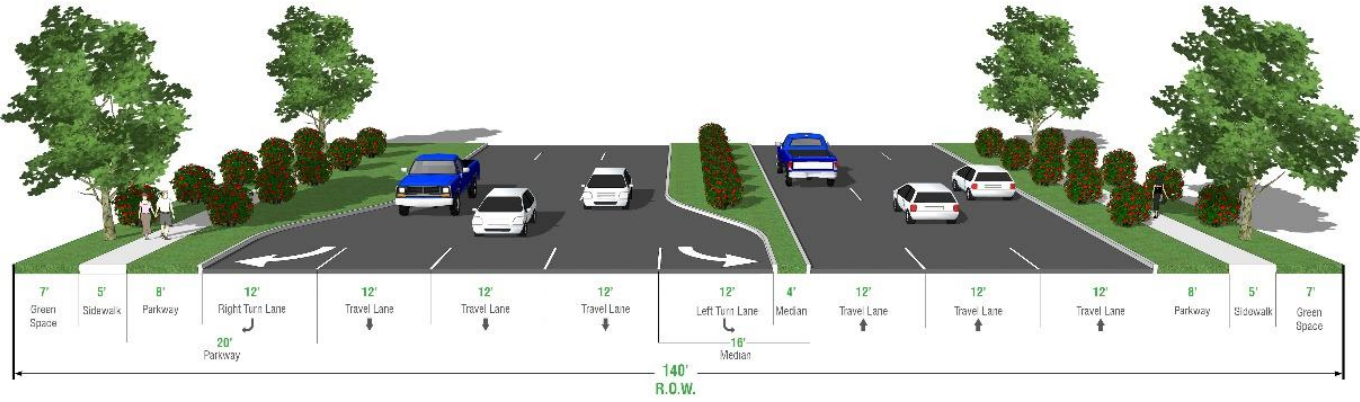 7' 5' 8' 12' 12' 12' 12' 12' 4' 12' 12' 12' 8' 5' 7'
Green Space Sidewalk Parkway Right Turn Lane Travel Lane Travel Lane Travel Lane Left Turn Lane Median Travel Lane Travel Lane Travel Lane Parkway Sidewalk Green Space
20' 16'
Parkway Median
140'
R.O.W.